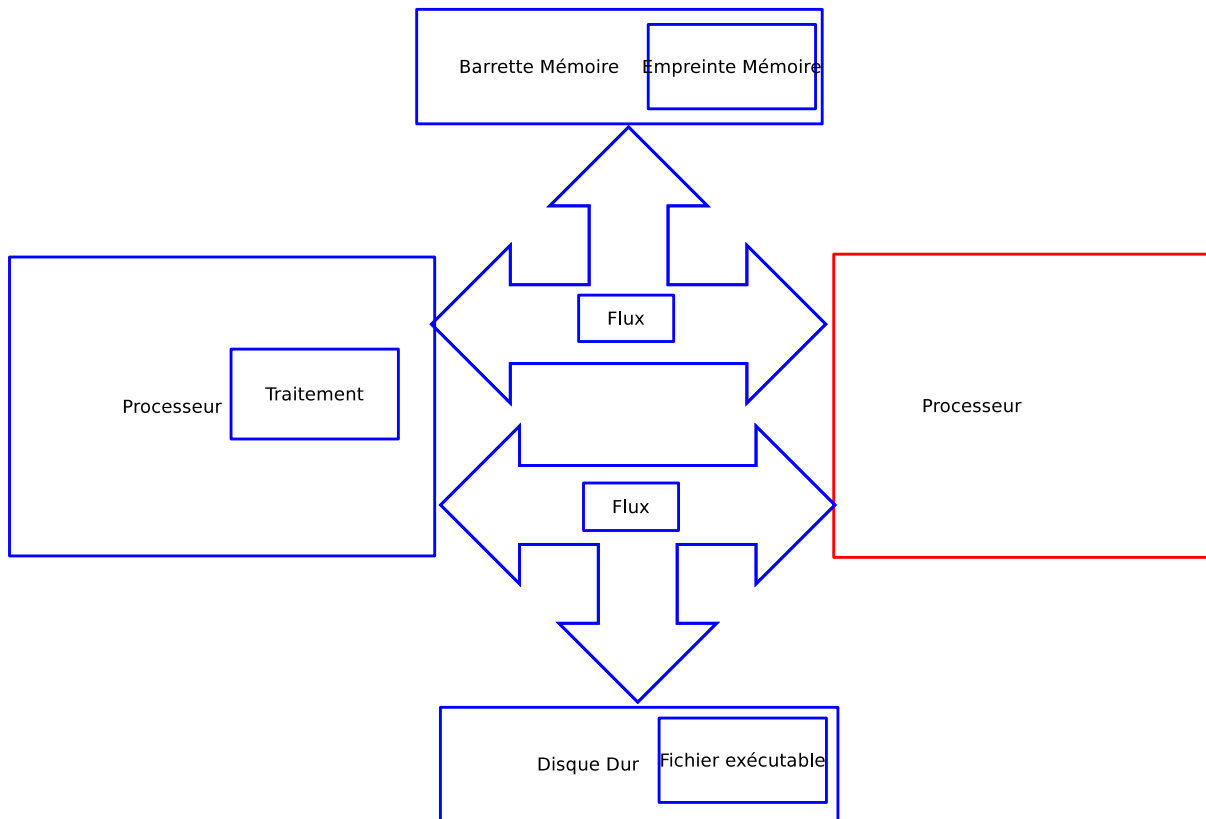 Barrette Mémoire
Empreinte Mémoire
Flux
Traitement
Processeur
Processeur
Flux
Disque Dur
Fichier exécutable